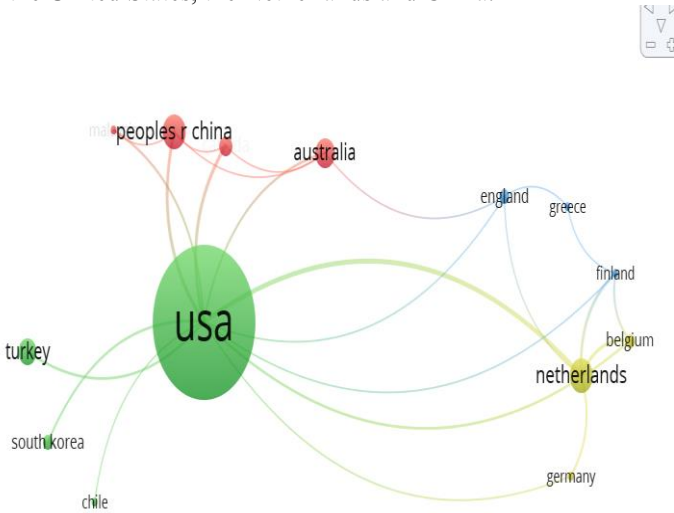 peoples r china
australia
england
greece
finland
usa
belgium
turkey
netherlands
south korea
germany
chile